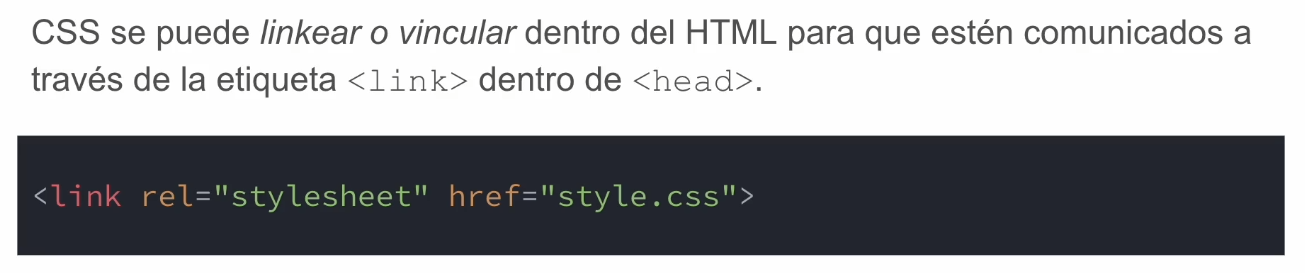 CSS se puede linkear o vincular dentro del HTML para que estén comunicados a
través de la etiqueta <link> dentro de <head>.
<link rel="stylesheet" href="style.css">